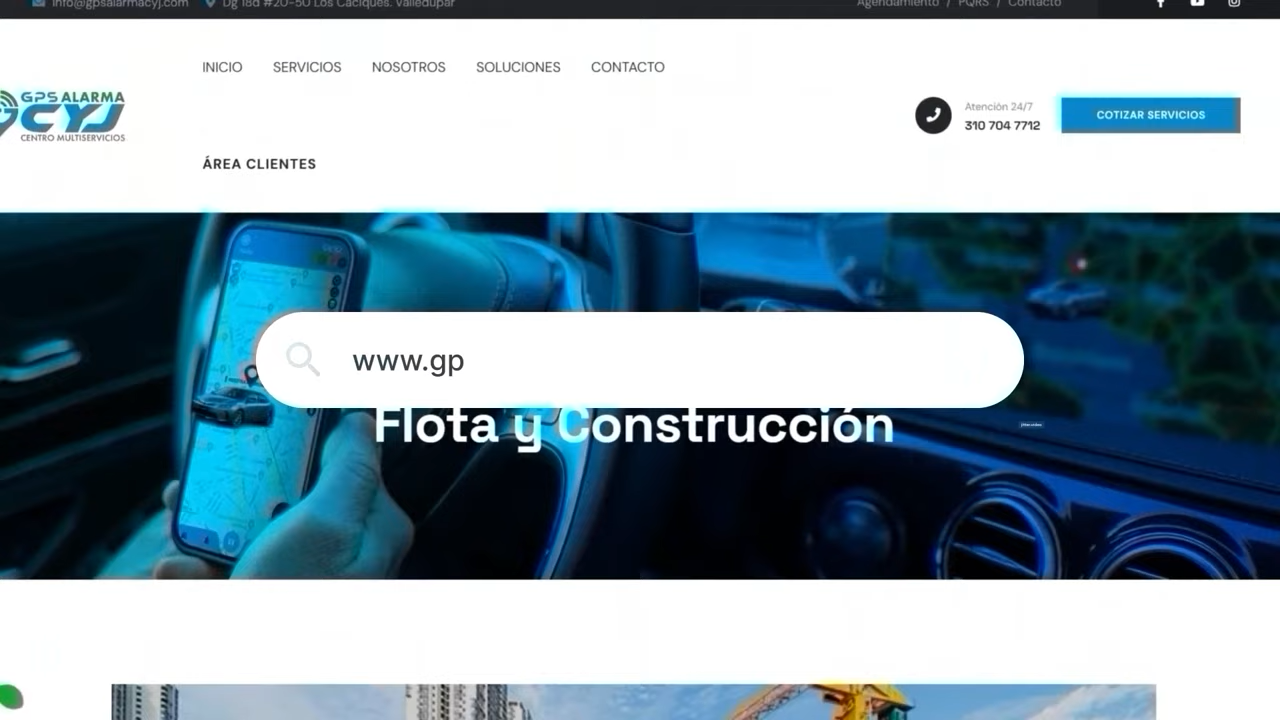 info@gpsalarmacyj.com Dg 18d #20-50 Los Caciques. Valledupar Agendamiento / PQRS / Contacto
INICIO SERVICIOS NOSOTROS SOLUCIONES CONTACTO
GPS ALARMA
CYJ
CENTRO MULTISERVICIOS
Atención 24/7
310 704 7712
COTIZAR SERVICIOS
ÁREA CLIENTES
www.gp
Flota y Construcción